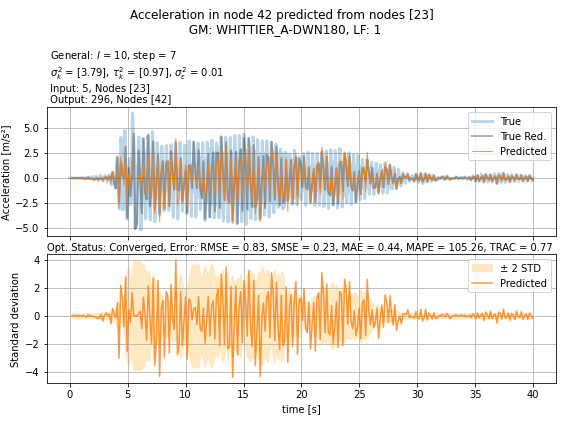 Acceleration in node 42 predicted from nodes [23]
GM: WHITTIER_A-DWN180, LF: 1
General: l = 10, step = 7
σ²ₖ = [3.79], τ²ₖ = [0.97], σ²ε = 0.01
Input: 5, Nodes [23]
Output: 296, Nodes [42]
Acceleration [m/s²]
5.0
2.5
0.0
−2.5
−5.0
True
True Red.
Predicted
Opt. Status: Converged, Error: RMSE = 0.83, SMSE = 0.23, MAE = 0.44, MAPE = 105.26, TRAC = 0.77
Standard deviation
4
2
0
−2
−4
± 2 STD
Predicted
0 5 10 15 20 25 30 35 40
time [s]